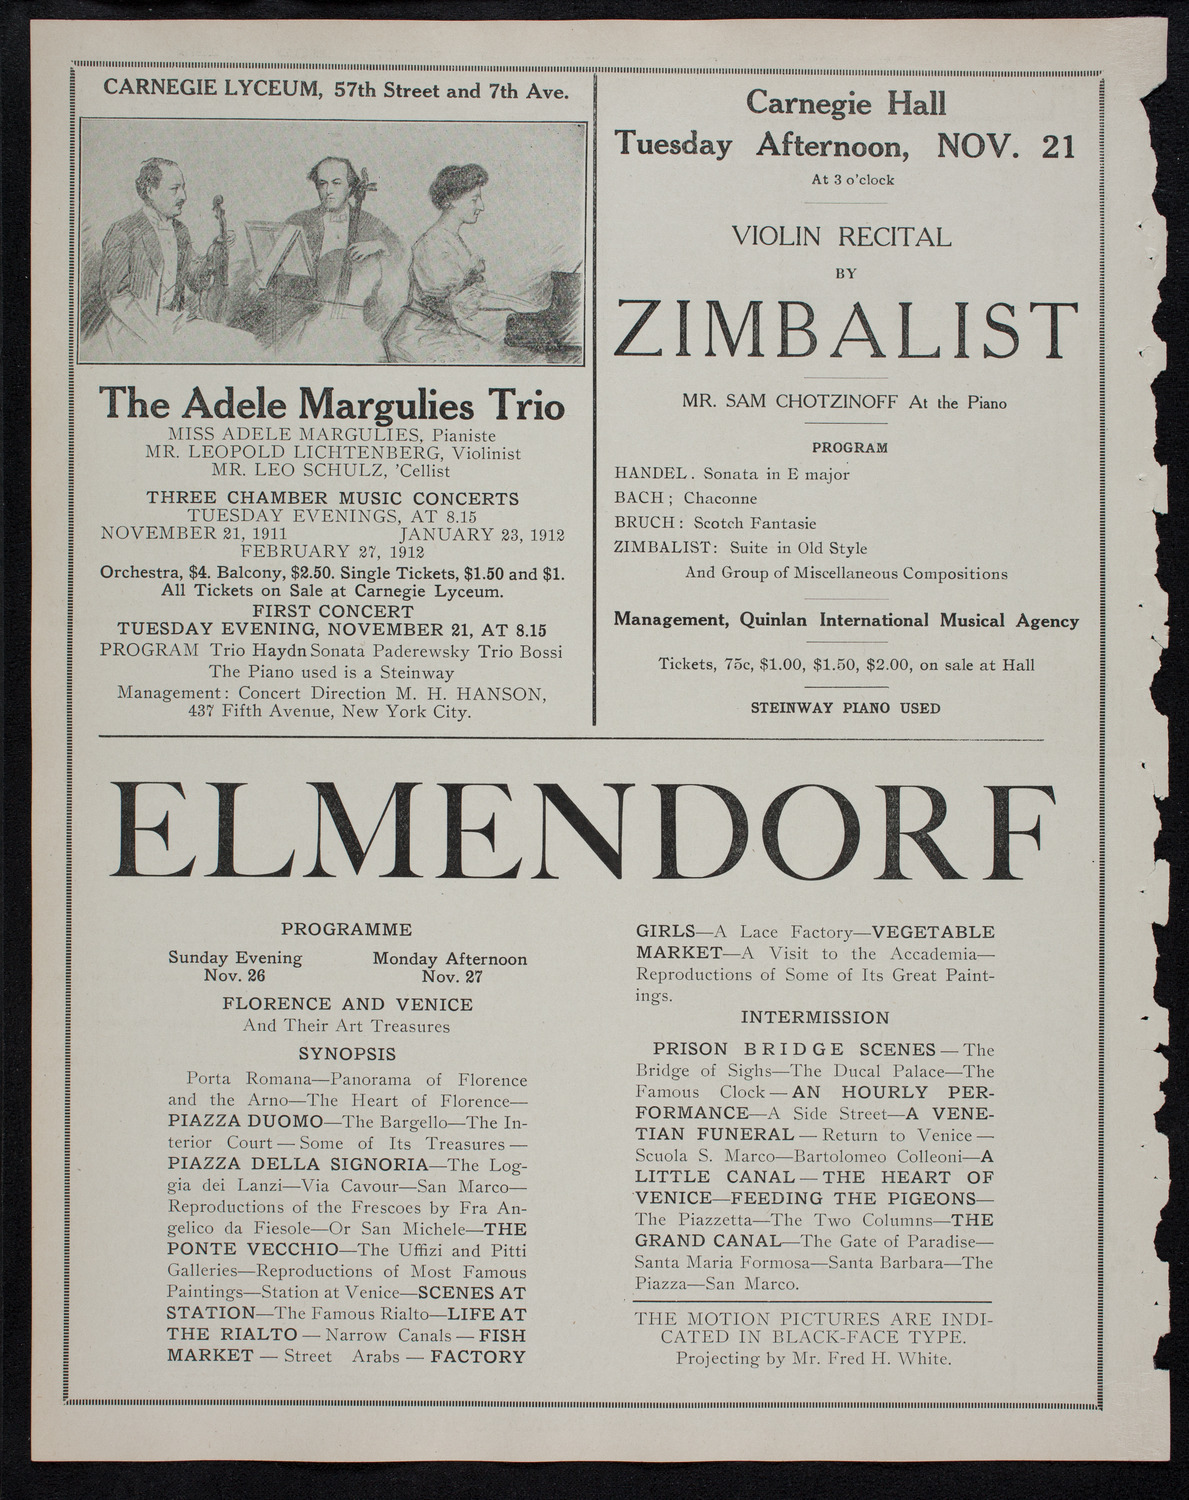 CARNEGIE LYCEUM, 57th Street and 7th Ave.
The Adele Margulies Trio
MISS ADELE MARGULIES, Pianiste
MR. LEOPOLD LICHTENBERG, Violinist
MR. LEO SCHULZ, 'Cellist
THREE CHAMBER MUSIC CONCERTS
TUESDAY EVENINGS, AT 8.15
NOVEMBER 21, 1911 JANUARY 23, 1912
FEBRUARY 27, 1912
Orchestra, $4. Balcony, $2.50. Single Tickets, $1.50 and $1.
All Tickets on Sale at Carnegie Lyceum.
FIRST CONCERT
TUESDAY EVENING, NOVEMBER 21, AT 8.15
PROGRAM Trio Haydn Sonata Paderewsky Trio Bossi
The Piano used is a Steinway
Management: Concert Direction M. H. HANSON,
437 Fifth Avenue, New York City.
Carnegie Hall
Tuesday Afternoon, NOV. 21
At 3 o'clock
VIOLIN RECITAL
BY
ZIMBALIST
MR. SAM CHOTZINOFF At the Piano
PROGRAM
HANDEL. Sonata in E major
BACH; Chaconne
BRUCH: Scotch Fantasie
ZIMBALIST: Suite in Old Style
And Group of Miscellaneous Compositions
Management, Quinlan International Musical Agency
Tickets, 75c, $1.00, $1.50, $2.00, on sale at Hall
STEINWAY PIANO USED
ELMENDORF
PROGRAMME
Sunday Evening Monday Afternoon
Nov. 26 Nov. 27
FLORENCE AND VENICE
And Their Art Treasures
SYNOPSIS
Porta Romana—Panorama of Florence
and the Arno—The Heart of Florence—
PIAZZA DUOMO—The Bargello—The In-
terior Court—Some of Its Treasures—
PIAZZA DELLA SIGNORIA—The Log-
gia dei Lanzi—Via Cavour—San Marco—
Reproductions of the Frescoes by Fra An-
gelico da Fiesole—Or San Michele—THE
PONTE VECCHIO—The Uffizi and Pitti
Galleries—Reproductions of Most Famous
Paintings—Station at Venice—SCENES AT
STATION—The Famous Rialto—LIFE AT
THE RIALTO—Narrow Canals—FISH
MARKET—Street Arabs—FACTORY
GIRLS—A Lace Factory—VEGETABLE
MARKET—A Visit to the Accademia—
Reproductions of Some of Its Great Paint-
ings.
INTERMISSION
PRISON BRIDGE SCENES—The
Bridge of Sighs—The Ducal Palace—The
Famous Clock—AN HOURLY PER-
FORMANCE—A Side Street—A VENE-
TIAN FUNERAL—Return to Venice—
Scuola S. Marco—Bartolomeo Colleoni—A
LITTLE CANAL—THE HEART OF
VENICE—FEEDING THE PIGEONS—
The Piazzetta—The Two Columns—THE
GRAND CANAL—The Gate of Paradise—
Santa Maria Formosa—Santa Barbara—The
Piazza—San Marco.
THE MOTION PICTURES ARE INDI-
CATED IN BLACK-FACE TYPE.
Projecting by Mr. Fred H. White.